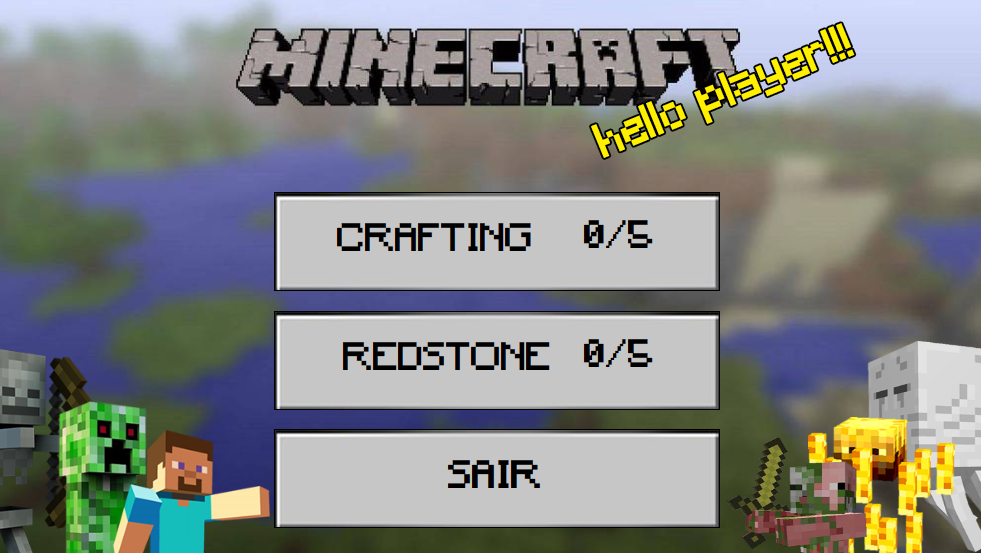 MINECRAFT
hello player!!!
CRAFTING 0/5
REDSTONE 0/5
SAIR